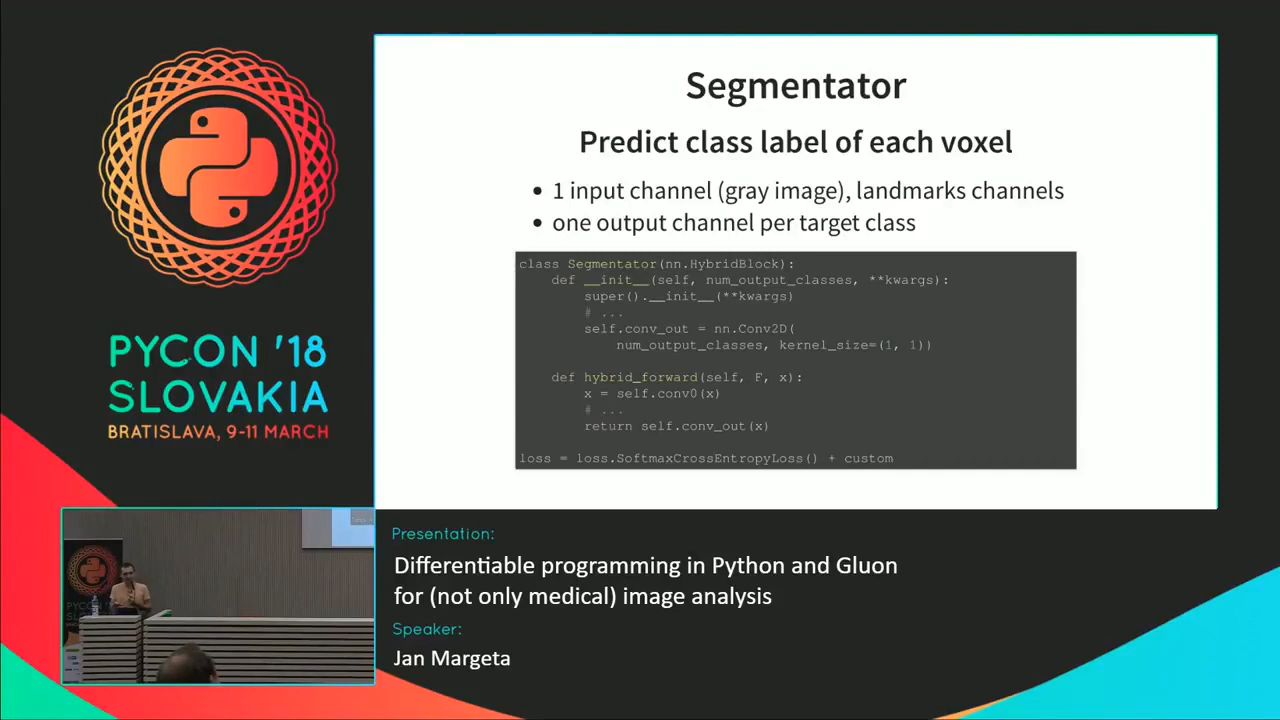 Segmentator
Predict class label of each voxel
• 1 input channel (gray image), landmarks channels
• one output channel per target class
class Segmentator(nn.HybridBlock):
    def __init__(self, num_output_classes, **kwargs):
        super().__init__(**kwargs)
        # ...
        self.conv_out = nn.Conv2D(
            num_output_classes, kernel_size=(1, 1))
    def hybrid_forward(self, F, x):
        x = self.conv0(x)
        # ...
        return self.conv_out(x)
loss = loss.SoftmaxCrossEntropyLoss() + custom
PYCON '18
SLOVAKIA
BRATISLAVA, 9-11 MARCH
Presentation:
Differentiable programming in Python and Gluon
for (not only medical) image analysis
Speaker:
Jan Margeta